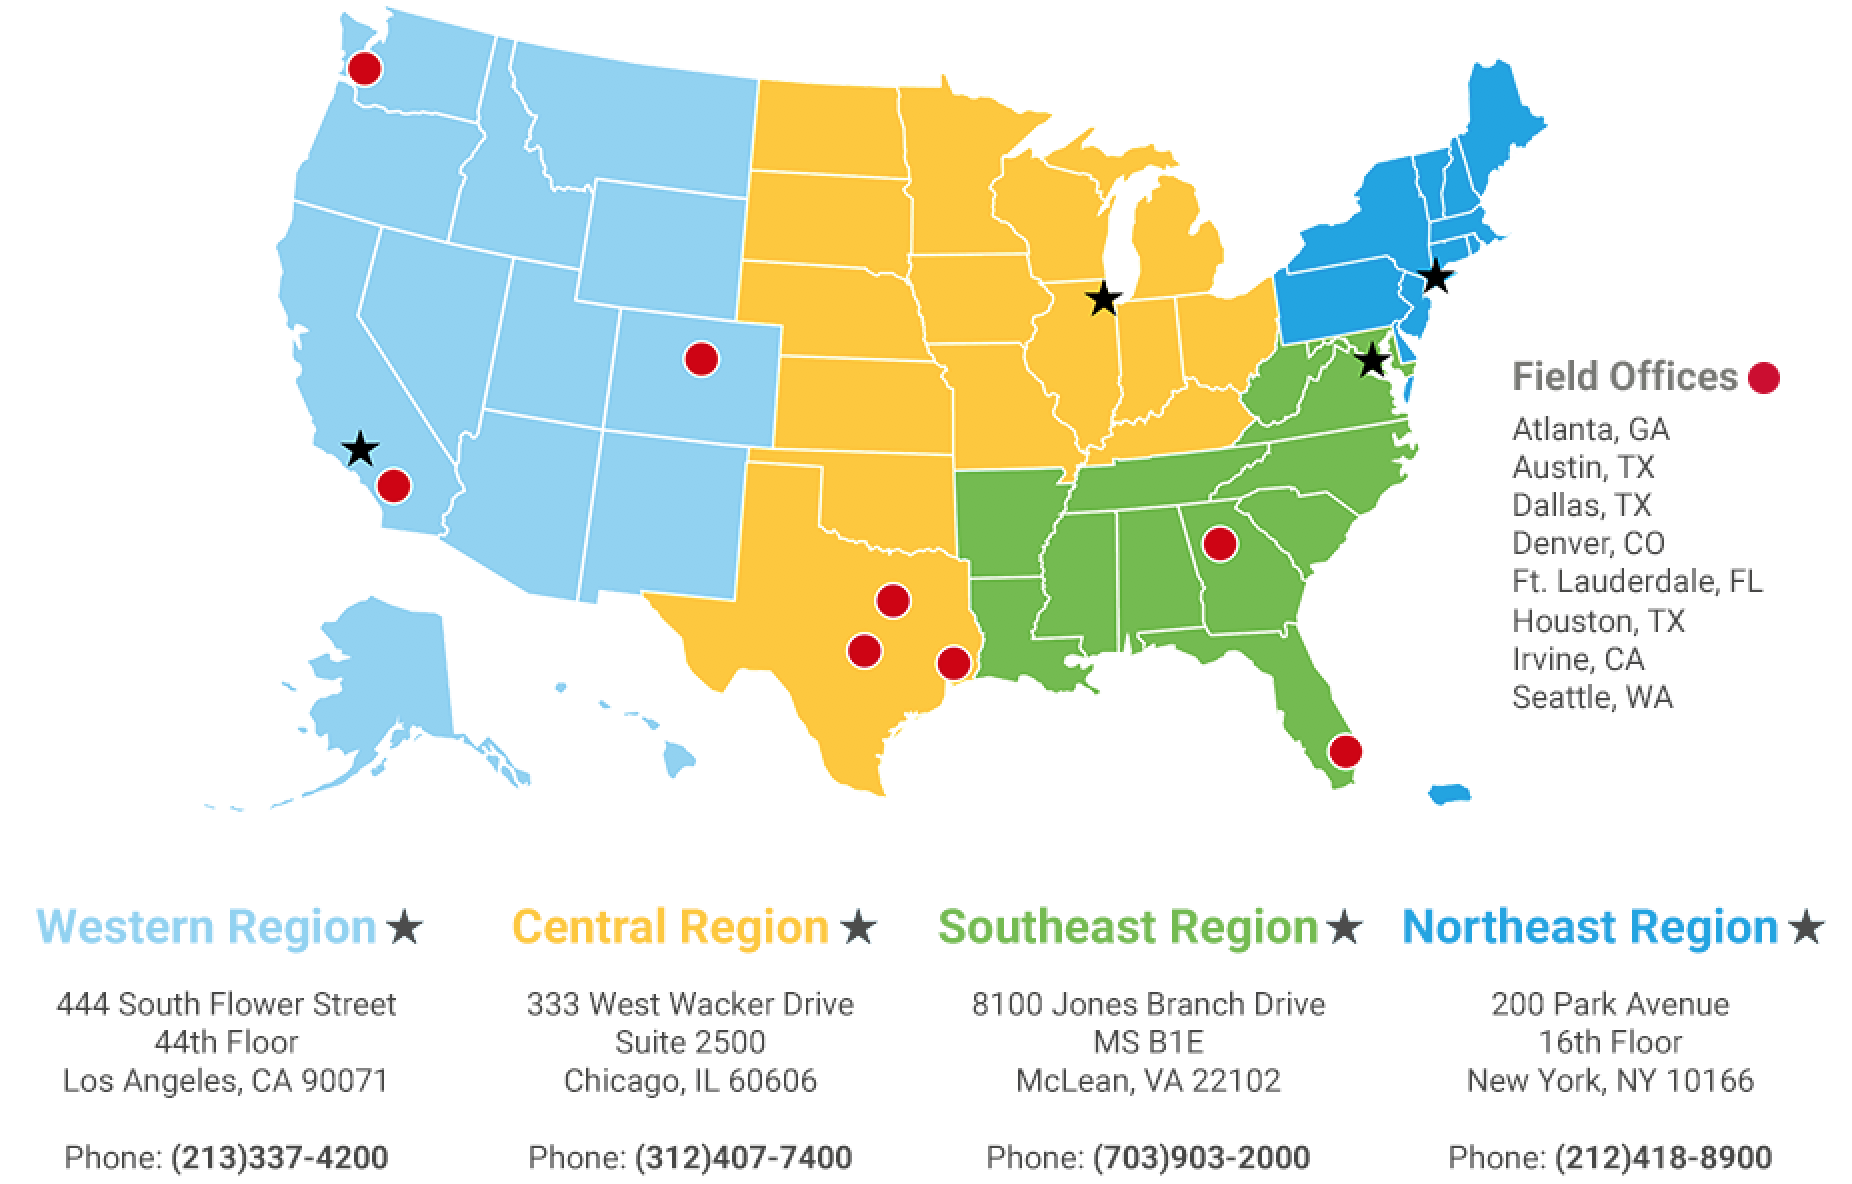 Field Offices
Atlanta, GA
Austin, TX
Dallas, TX
Denver, CO
Ft. Lauderdale, FL
Houston, TX
Irvine, CA
Seattle, WA
Western Region
444 South Flower Street
44th Floor
Los Angeles, CA 90071
Phone: (213)337-4200
Central Region
333 West Wacker Drive
Suite 2500
Chicago, IL 60606
Phone: (312)407-7400
Southeast Region
8100 Jones Branch Drive
MS B1E
McLean, VA 22102
Phone: (703)903-2000
Northeast Region
200 Park Avenue
16th Floor
New York, NY 10166
Phone: (212)418-8900